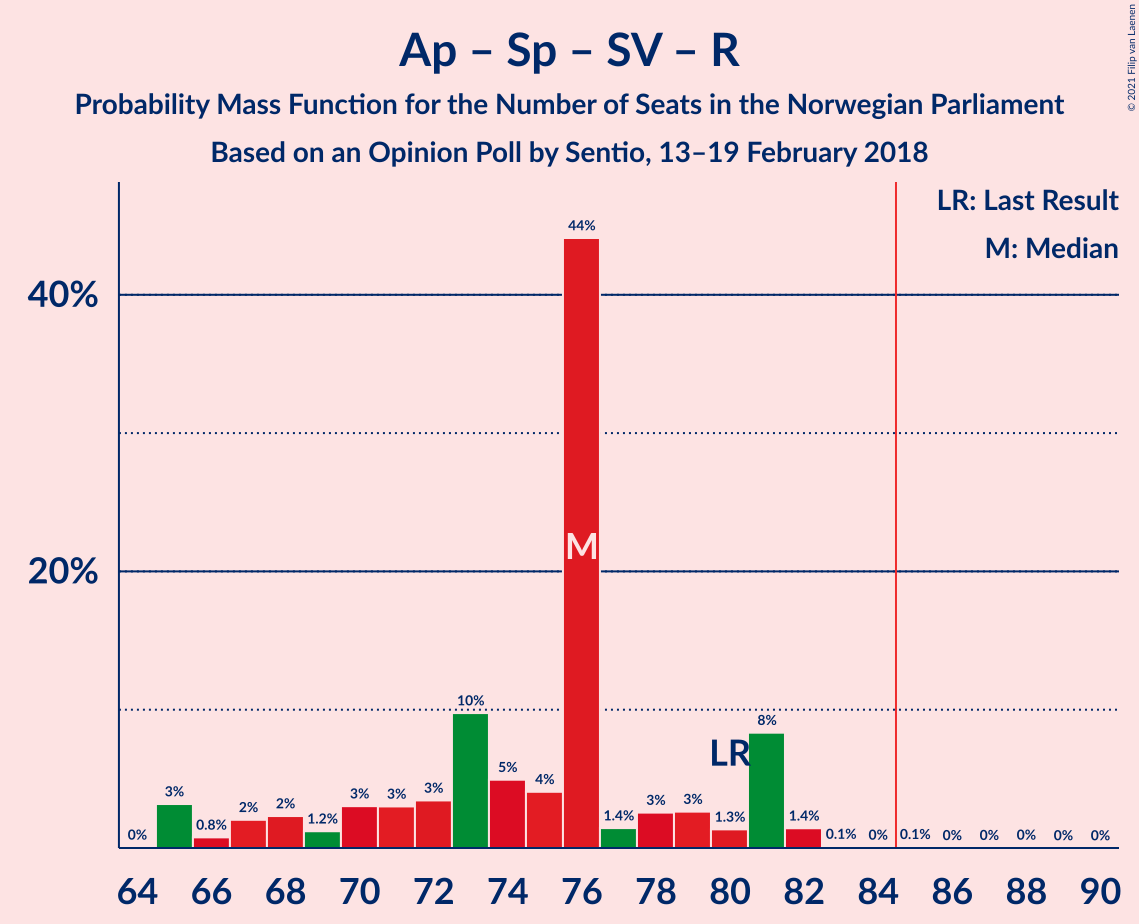 Ap – Sp – SV – R
Probability Mass Function for the Number of Seats in the Norwegian Parliament
Based on an Opinion Poll by Sentio, 13–19 February 2018
© 2021 Filip van Laenen
LR: Last Result
M: Median
40%
20%
0% 3% 0.8% 2% 2% 1.2% 3% 3% 3% 10% 5% 4% 44% 1.4% 3% 3% 1.3% 8% 1.4% 0.1% 0% 0.1% 0% 0% 0% 0% 0%
M
LR
64 66 68 70 72 74 76 78 80 82 84 86 88 90